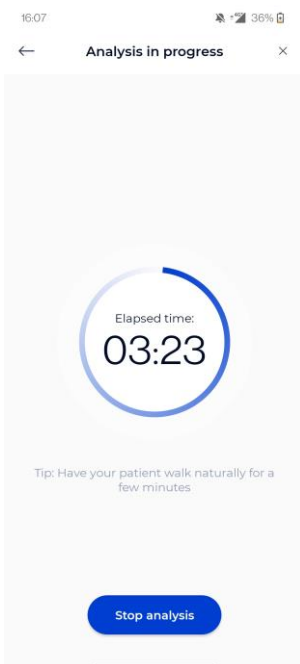 16:07
36%
Analysis in progress
Elapsed time:
03:23
Tip: Have your patient walk naturally for a
few minutes
Stop analysis